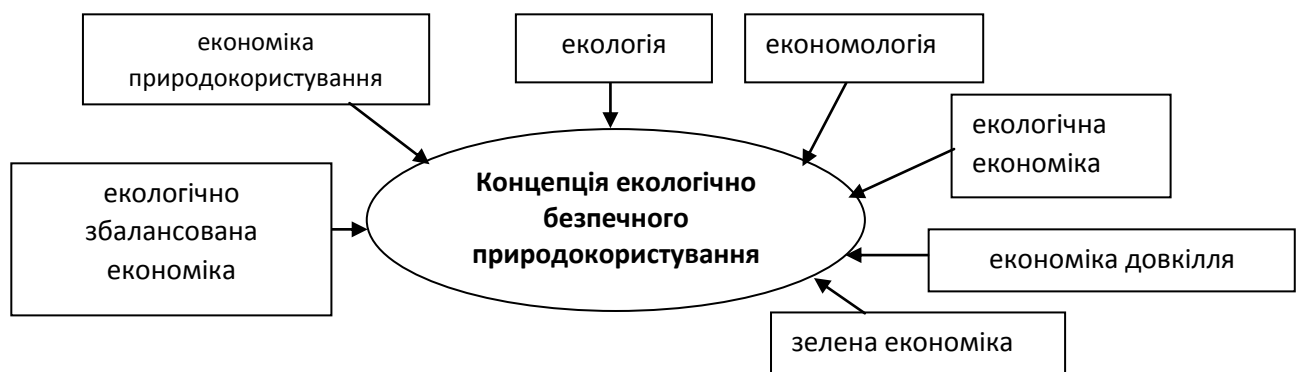 економіка
природокористування
екологія
економологія
екологічна
економіка
екологічно
збалансована
економіка
Концепція екологічно
безпечного
природокористування
економіка довкілля
зелена економіка